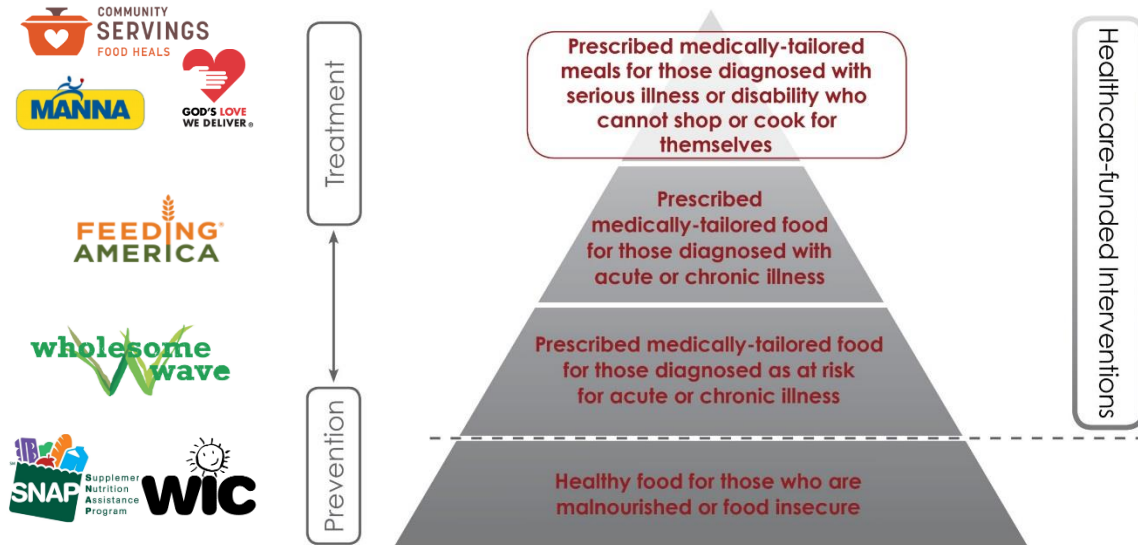 COMMUNITY
SERVINGS
FOOD HEALS
MANNA
GOD'S LOVE
WE DELIVER®
FEEDING®
AMERICA
wholesome
wave
SNAP
Supplemer
Nutrition
Assistance
Program
WIC
Treatment
Prevention
Prescribed medically-tailored
meals for those diagnosed with
serious illness or disability who
cannot shop or cook for
themselves
Prescribed
medically-tailored food
for those diagnosed with
acute or chronic illness
Prescribed medically-tailored food
for those diagnosed as at risk
for acute or chronic illness
Healthy food for those who are
malnourished or food insecure
Healthcare-funded Interventions